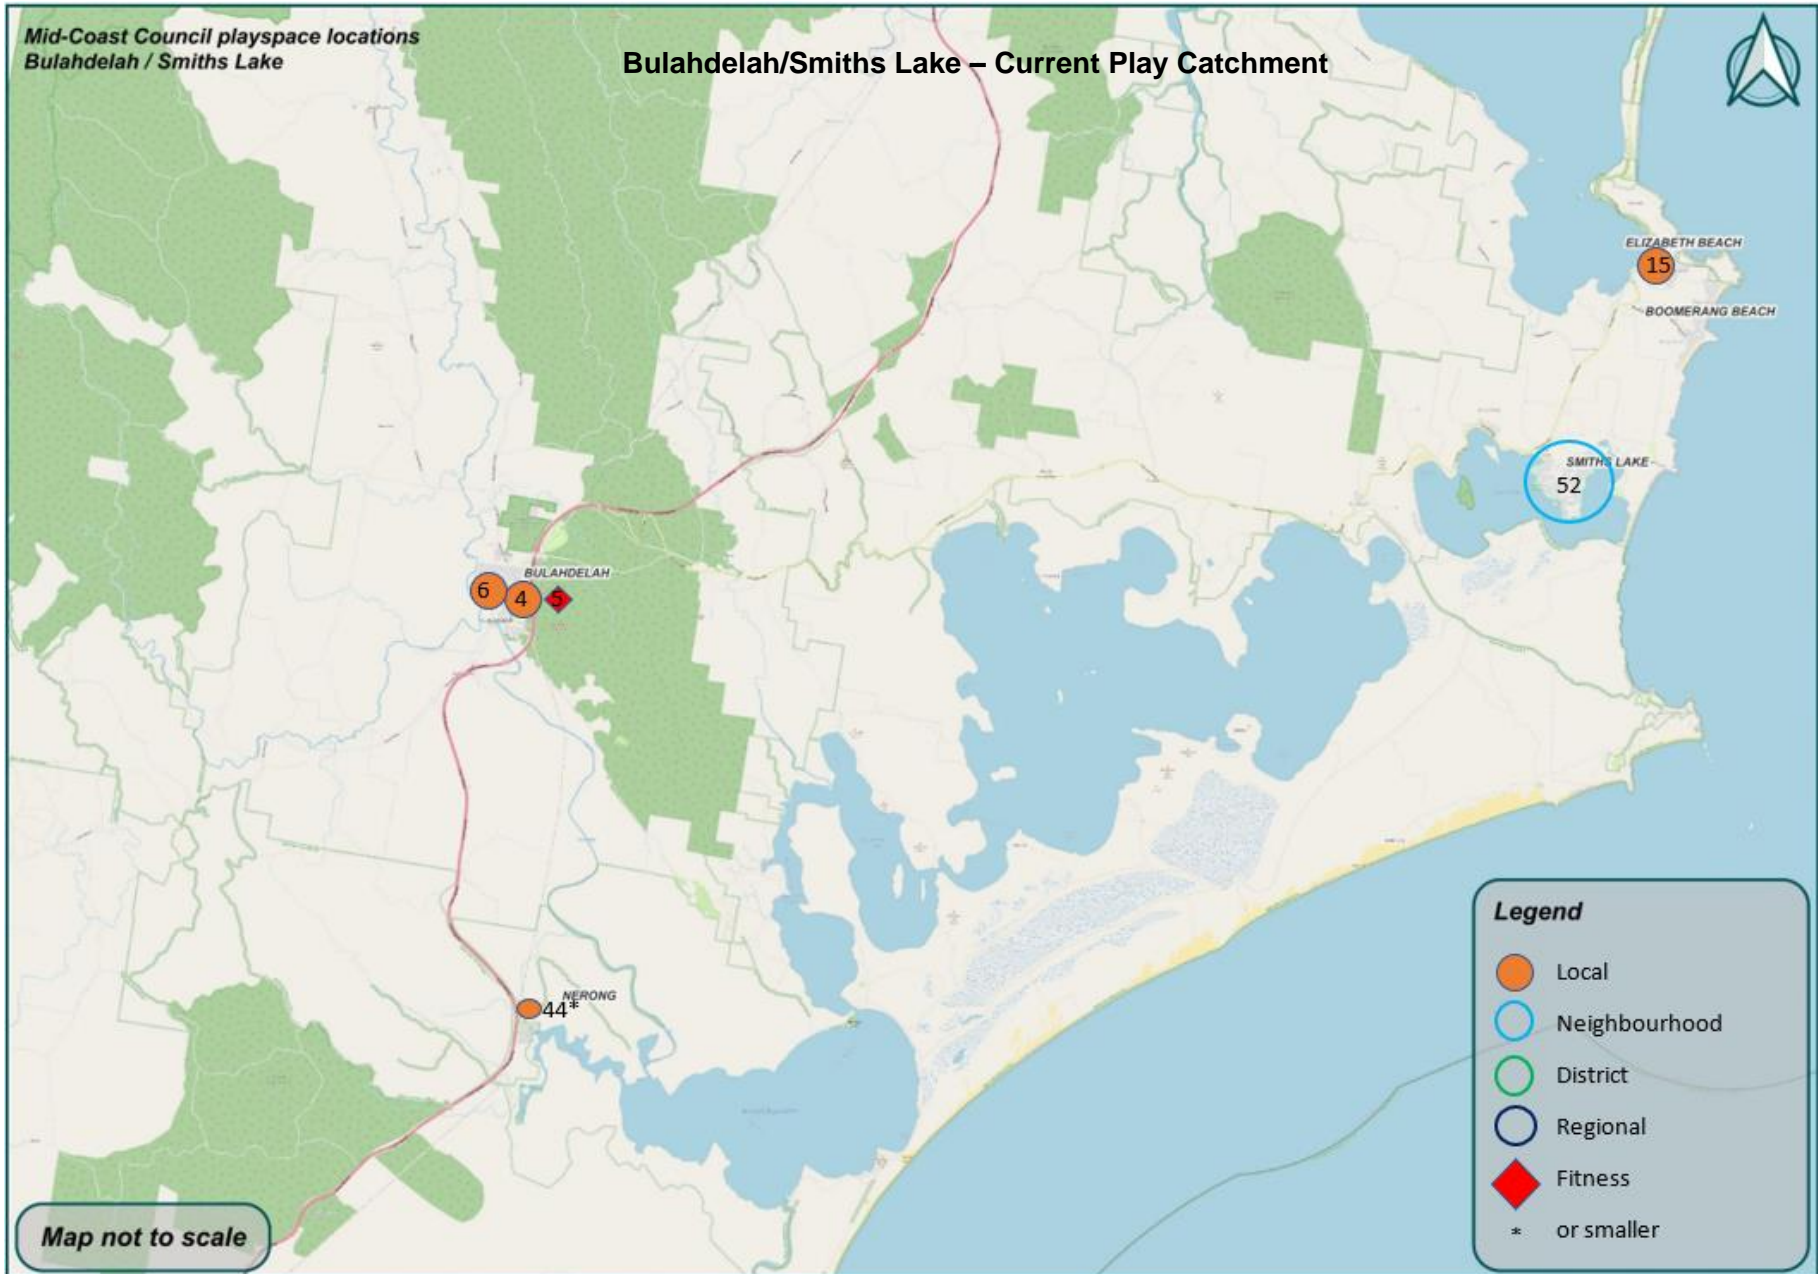 Mid-Coast Council playspace locations
Bulahdelah / Smiths Lake
Bulahdelah/Smiths Lake – Current Play Catchment
ELIZABETH BEACH
15
BOOMERANG BEACH
SMITHS LAKE
52
BULAHDELAH
6
4
5
NERONG
44*
Legend
Local
Neighbourhood
District
Regional
Fitness
* or smaller
Map not to scale